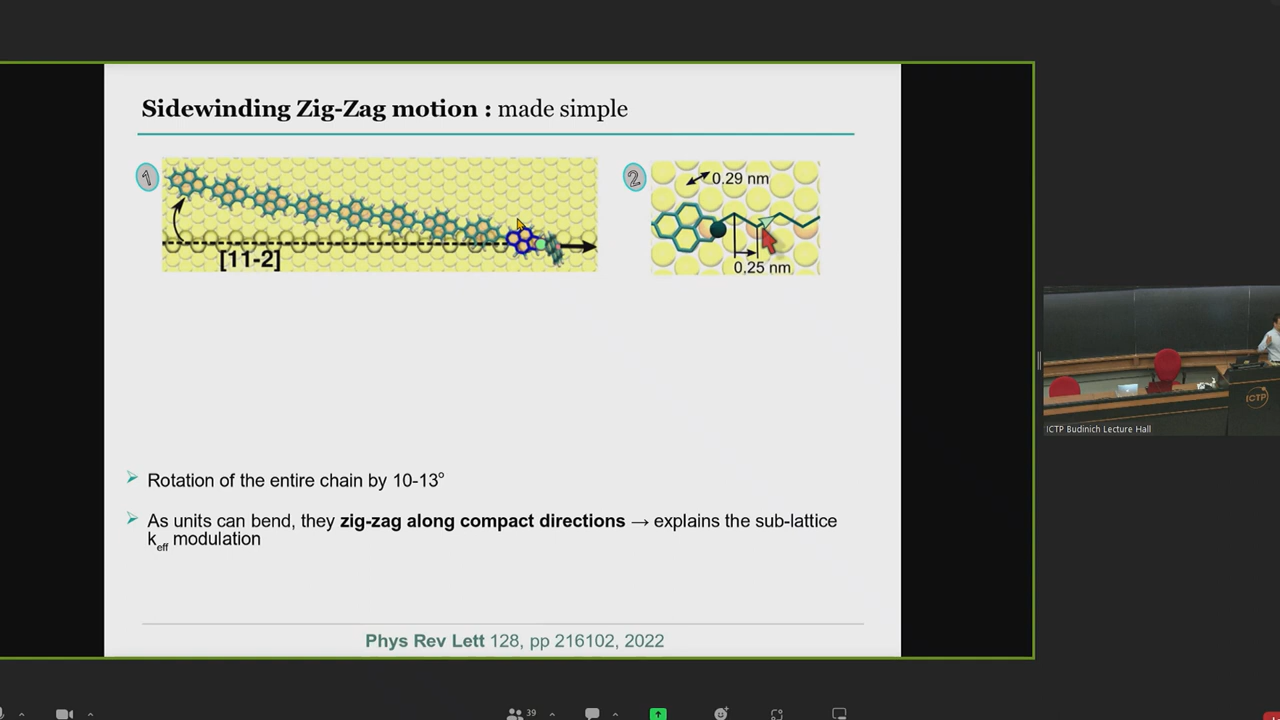 Sidewinding Zig-Zag motion : made simple
1
2
0.29 nm
[11-2]
0,25 nm
Rotation of the entire chain by 10-13°
As units can bend, they zig-zag along compact directions → explains the sub-lattice
keff modulation
Phys Rev Lett 128, pp 216102, 2022
ICTP
ICTP Budinich Lecture Hall
39